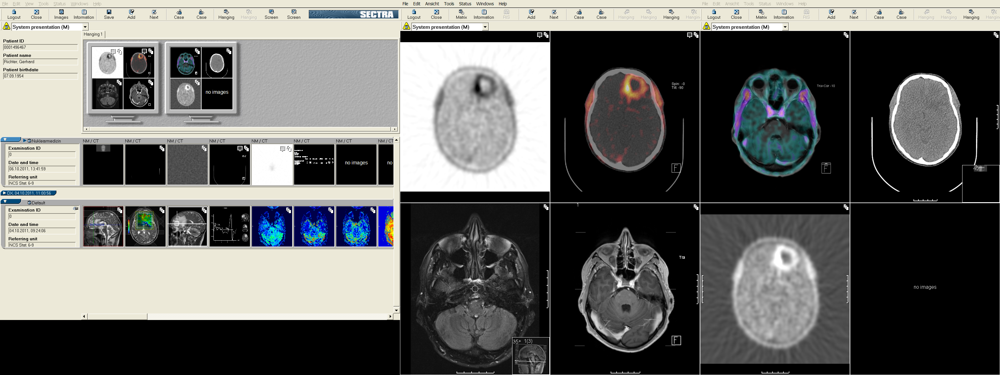 File Edit View Tools Status Windows Help
Logout Close Images Information Save Add Next Case Case Hanging Hanging Screen Screen
SECTRA
System presentation (M)
Patient ID
0001496467
Patient name
Richter, Gerhard
Patient birthdate
07.09.1954
Hanging 1
no images
Nuklearmedizin
NM / CT NM / CT NM / CT NM / CT NM / CT NM / CT NM / CT NM / CT
Examination ID
0
Date and time
06.10.2011, 13:41:59
Referring unit
NCS Stat. 6-9
no images
no
DX, 04.10.2011, 11:00:56
Default
Examination ID
0
Date and time
04.10.2011, 09:24:06
Referring unit
NCS Stat. 6-9
File Edit Ansicht Tools Status Windows Help
Logout Close Matrix Information RIS Add Next Case Case Hanging Hanging Hanging Hangin
System presentation (M)
Spin: -0
Tilt: -90
F
1
Tra
F
35+ 1(3)
1
File Edit Ansicht Tools Status Windows Help
Logout Close Matrix Information RIS Add Next Case Case Hanging Hanging Hanging Hangin
System presentation (M)
Tra>Cor -10
F
45
no images